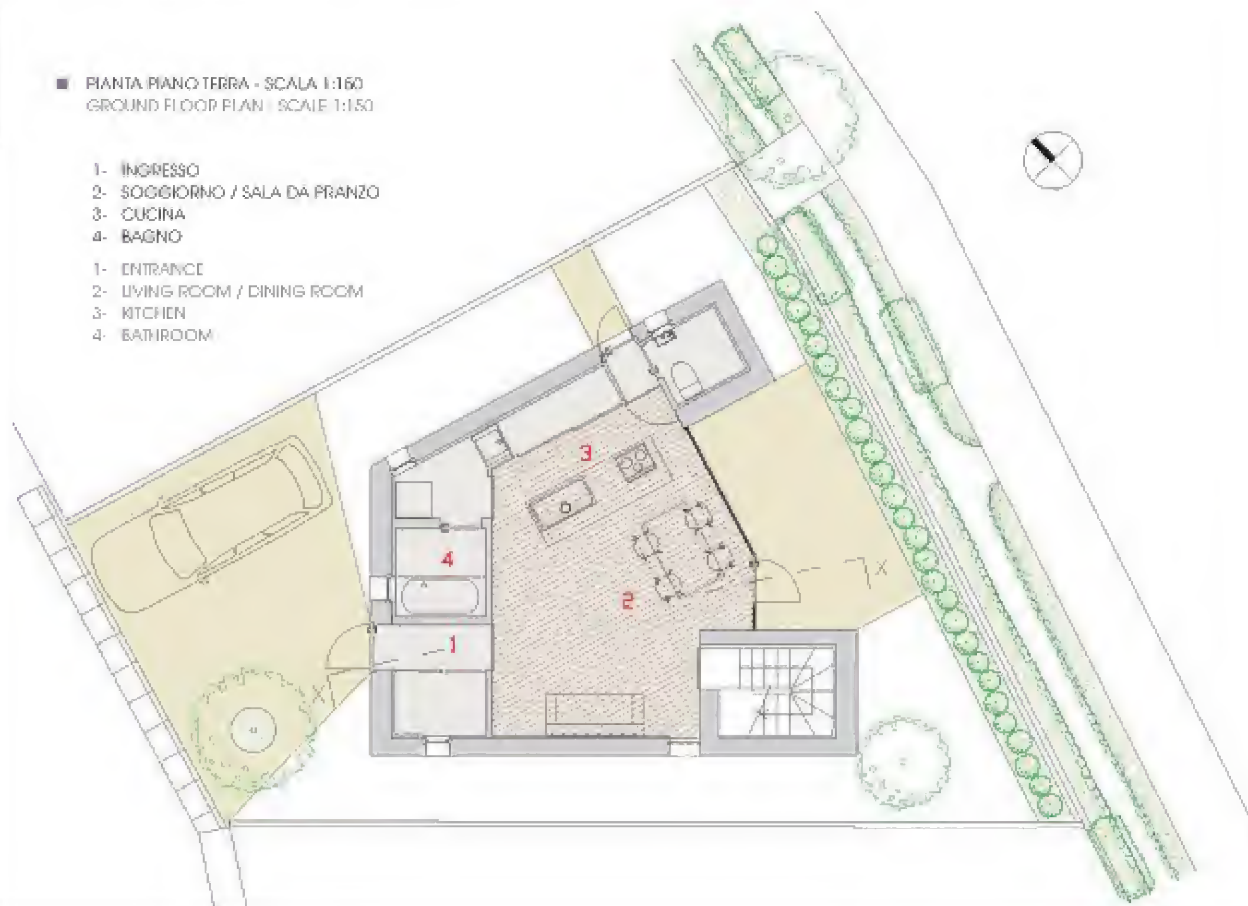 PIANTA PIANO TERRA - SCALA 1:150
GROUND FLOOR PLAN - SCALE 1:150
1- INGRESSO
2- SOGGIORNO / SALA DA PRANZO
3- CUCINA
4- BAGNO
1- ENTRANCE
2- LIVING ROOM / DINING ROOM
3- KITCHEN
4- BATHROOM
3
4
2
1
X
X